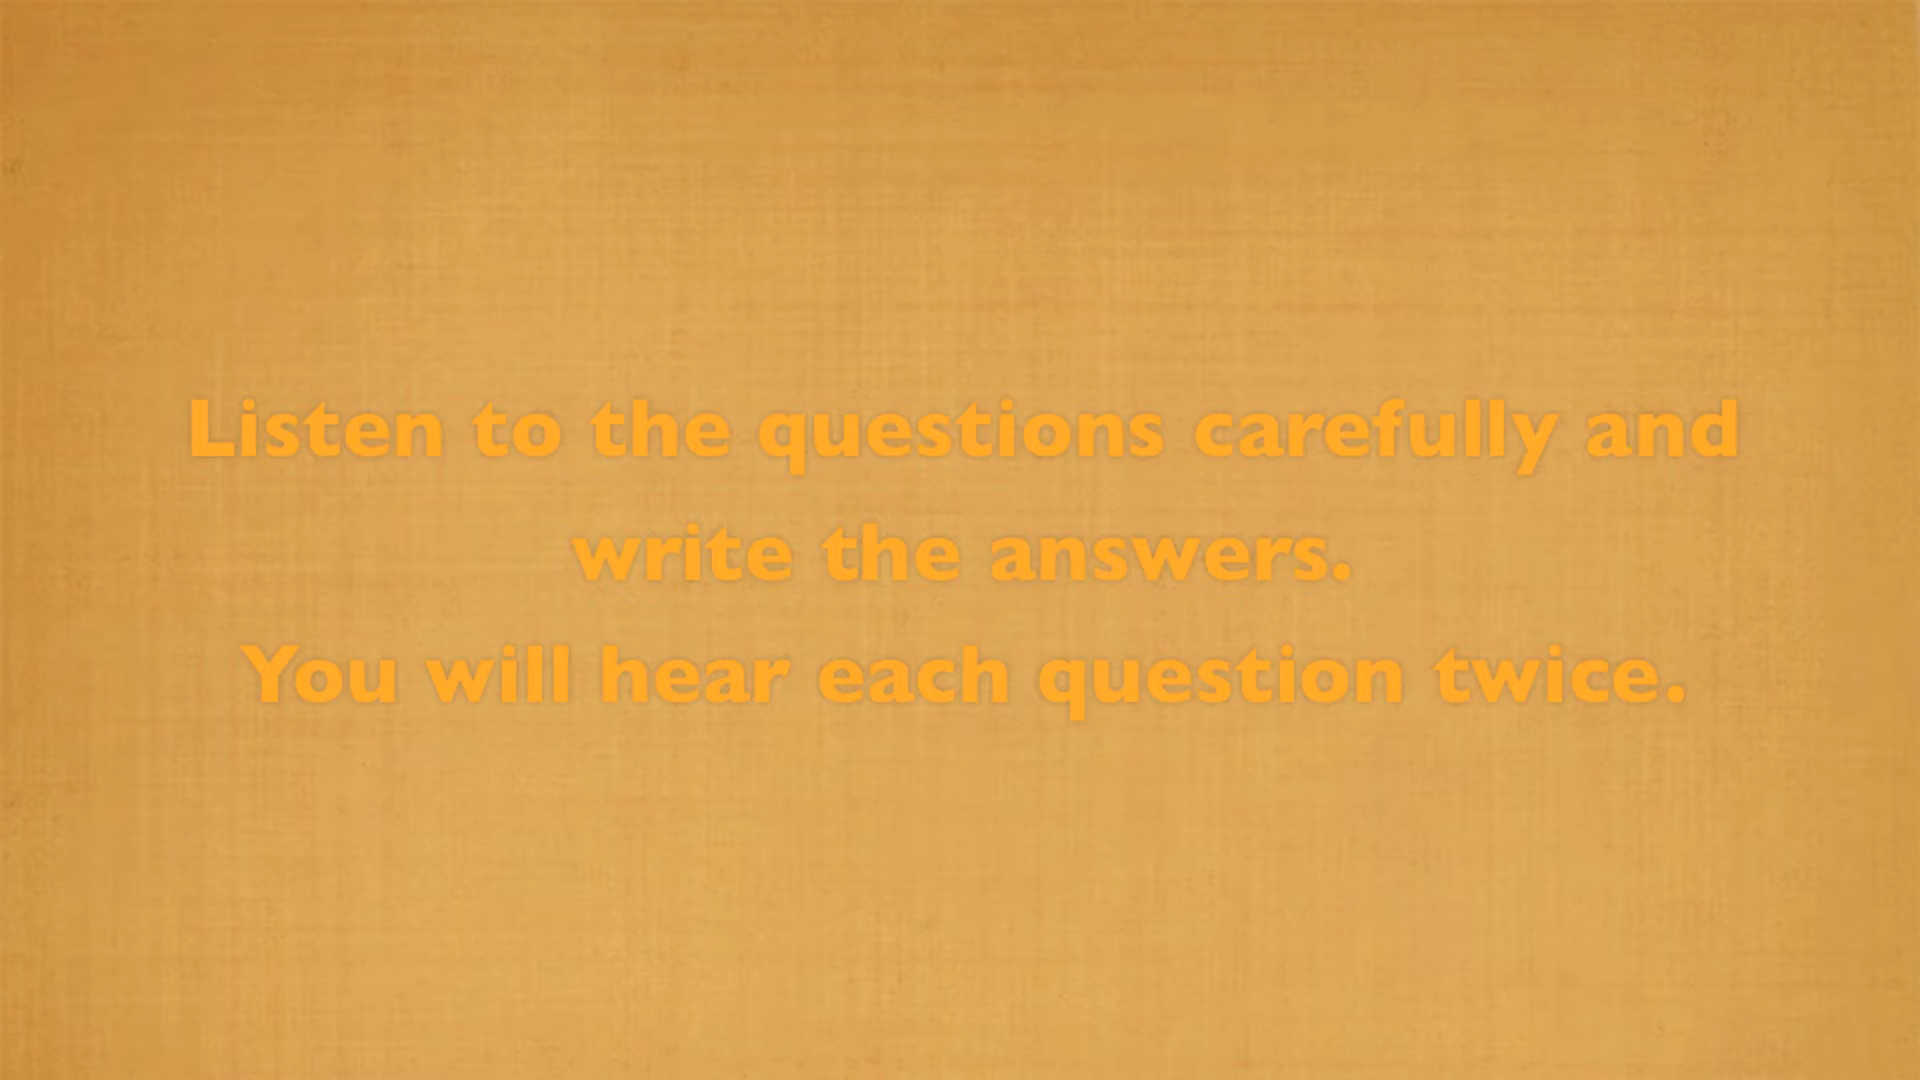 Listen to the questions carefully and
write the answers.
You will hear each question twice.